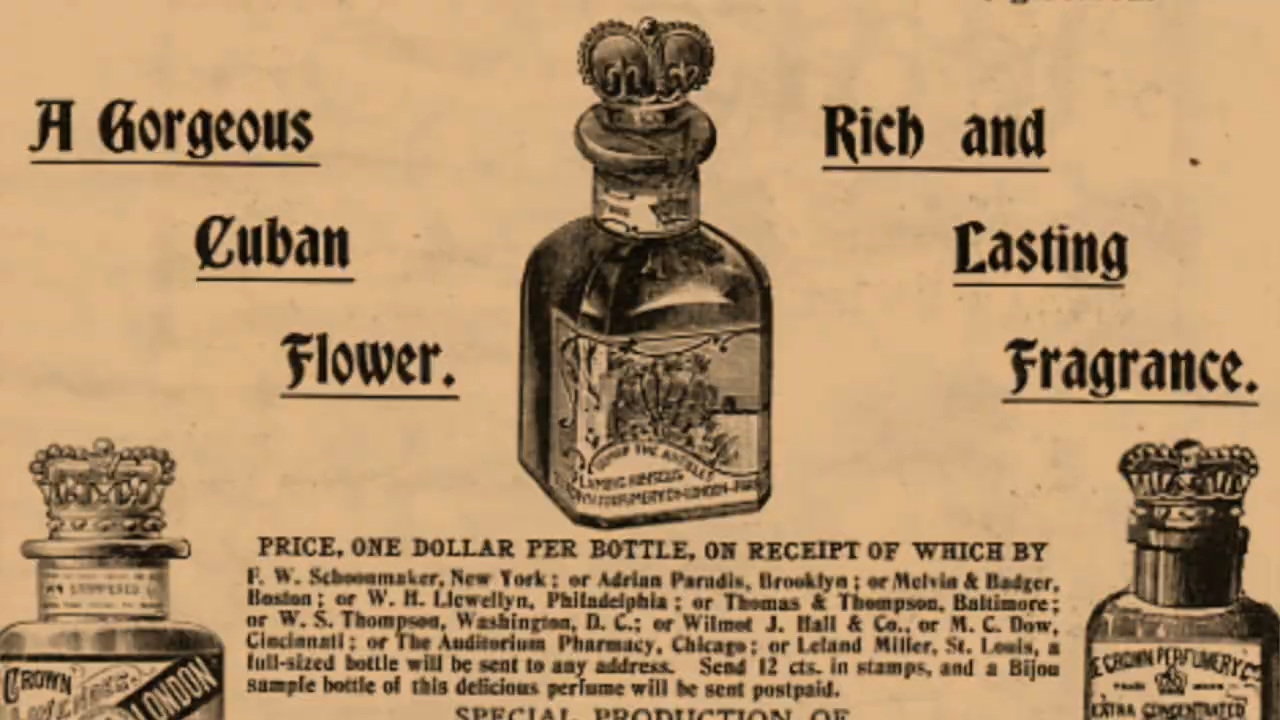 A Gorgeous
Cuban
Flower.
Rich and
Lasting
Fragrance.
PRICE, ONE DOLLAR PER BOTTLE, ON RECEIPT OF WHICH BY
F. W. Schoonmaker, New York; or Adrian Paradis, Brooklyn; or Melvin & Badger,
Boston; or W. H. Llewellyn, Philadelphia; or Thomas & Thompson, Baltimore;
or W. S. Thompson, Washington, D. C.; or Wilmot J. Hall & Co., or M. C. Dow,
Cincinnati; or The Auditorium Pharmacy, Chicago; or Leland Miller, St. Louis, a
full-sized bottle will be sent to any address. Send 12 cts. in stamps, and a Bijou
sample bottle of this delicious perfume will be sent postpaid.
SPECIAL PRODUCTION OF
CROWN
LONDON
CROWN PERFUMERY Co
EXTRA CONCENTRATED